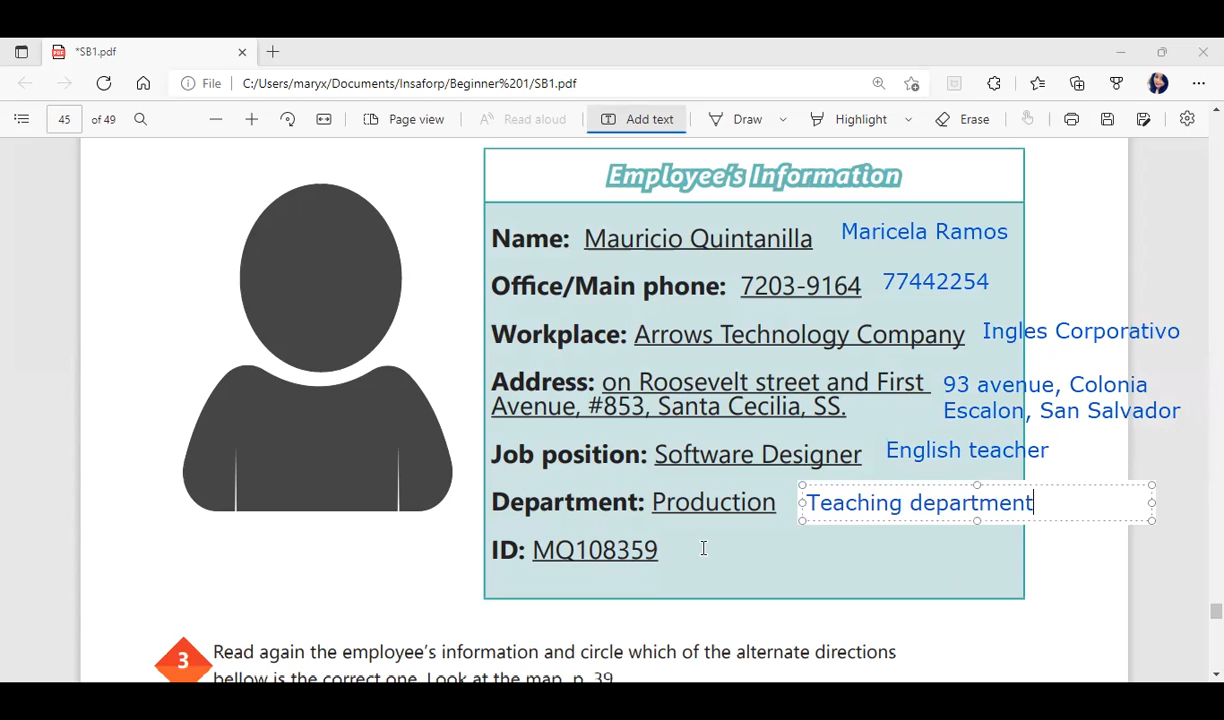 *SB1.pdf
File C:/Users/maryx/Documents/Insaforp/Beginner%201/SB1.pdf
45 of 49 Page view Read aloud Add text Draw Highlight Erase
Employee's Information
Name: Mauricio Quintanilla Maricela Ramos
Office/Main phone: 7203-9164 77442254
Workplace: Arrows Technology Company Ingles Corporativo
Address: on Roosevelt street and First 93 avenue, Colonia
Avenue, #853, Santa Cecilia, SS. Escalon, San Salvador
Job position: Software Designer English teacher
Department: Production Teaching department
ID: MQ108359
3 Read again the employee's information and circle which of the alternate directions
bellow is the correct one. Look at the map, p. 39